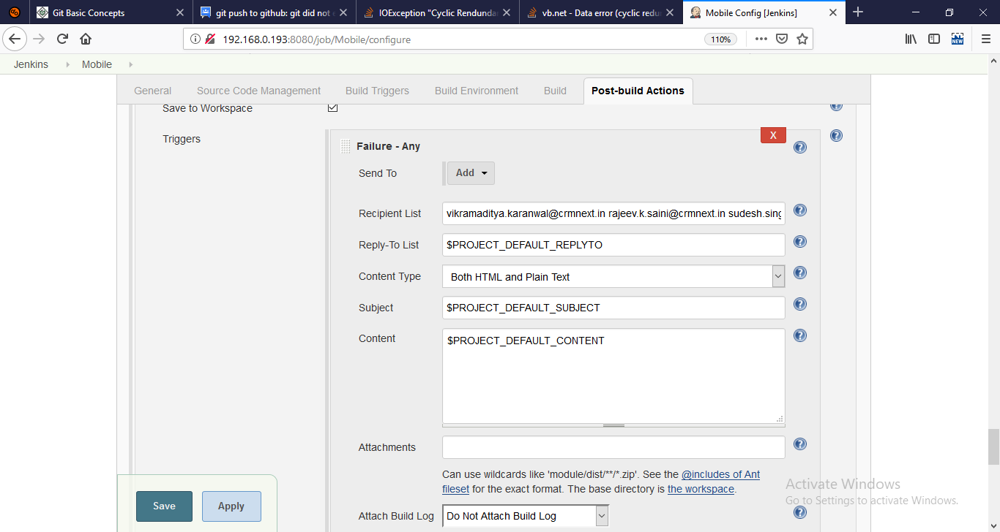 Git Basic Concepts
git push to github: git did not
IOException "Cyclic Rendunda
vb.net - Data error (cyclic redu
Mobile Config [Jenkins]
192.168.0.193:8080/job/Mobile/configure
110%
NEW
Jenkins
Mobile
General
Source Code Management
Build Triggers
Build Environment
Build
Post-build Actions
Save to Workspace
Triggers
X
Failure - Any
Send To
Add
Recipient List
vikramaditya.karanwal@crmnext.in rajeev.k.saini@crmnext.in sudesh.sing
Reply-To List
$PROJECT_DEFAULT_REPLYTO
Content Type
Both HTML and Plain Text
Subject
$PROJECT_DEFAULT_SUBJECT
Content
$PROJECT_DEFAULT_CONTENT
Attachments
Can use wildcards like 'module/dist/**/*.zip'. See the @includes of Ant
fileset for the exact format. The base directory is the workspace.
Attach Build Log
Do Not Attach Build Log
Save
Apply
Activate Windows
Go to Settings to activate Windows.